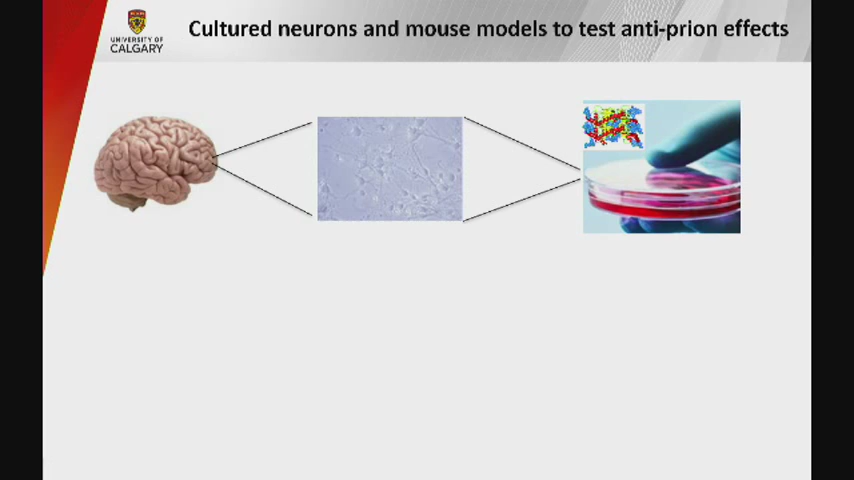 Cultured neurons and mouse models to test anti-prion effects
UNIVERSITY OF
CALGARY